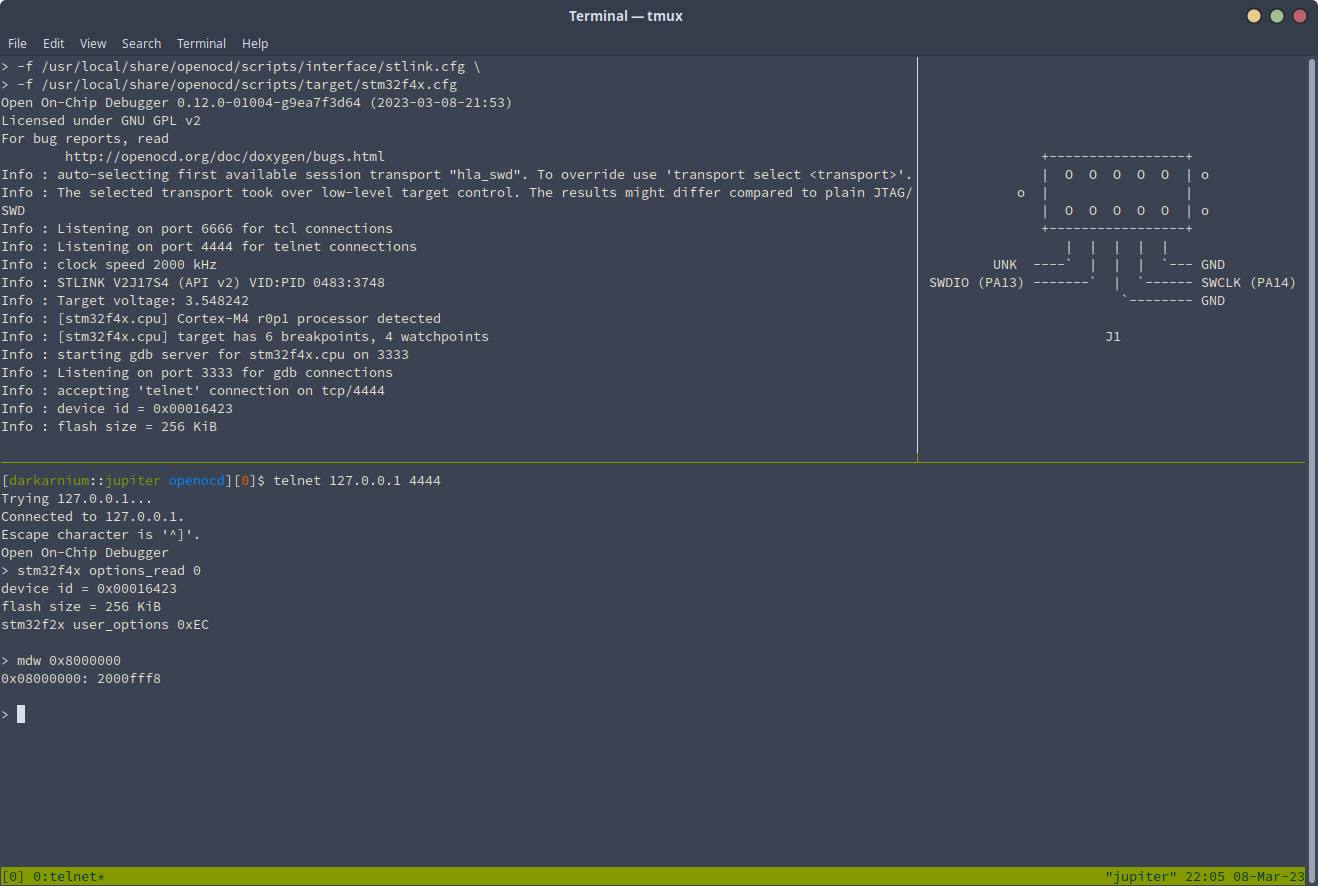 Terminal — tmux
File Edit View Search Terminal Help
> -f /usr/local/share/openocd/scripts/interface/stlink.cfg \
> -f /usr/local/share/openocd/scripts/target/stm32f4x.cfg
Open On-Chip Debugger 0.12.0-01004-g9ea7f3d64 (2023-03-08-21:53)
Licensed under GNU GPL v2
For bug reports, read
        http://openocd.org/doc/doxygen/bugs.html
Info : auto-selecting first available session transport "hla_swd". To override use 'transport select <transport>'.
Info : The selected transport took over low-level target control. The results might differ compared to plain JTAG/
SWD
Info : Listening on port 6666 for tcl connections
Info : Listening on port 4444 for telnet connections
Info : clock speed 2000 kHz
Info : STLINK V2J17S4 (API v2) VID:PID 0483:3748
Info : Target voltage: 3.548242
Info : [stm32f4x.cpu] Cortex-M4 r0p1 processor detected
Info : [stm32f4x.cpu] target has 6 breakpoints, 4 watchpoints
Info : starting gdb server for stm32f4x.cpu on 3333
Info : Listening on port 3333 for gdb connections
Info : accepting 'telnet' connection on tcp/4444
Info : device id = 0x00016423
Info : flash size = 256 KiB
              +-----------------+
              |  O  O  O  O  O  | o
           o  |                 |
              |  O  O  O  O  O  | o
              +-----------------+
                 |  |  |  |  |
        UNK  ----`  |  |  |  `--- GND
SWDIO (PA13) -------`  |  `------ SWCLK (PA14)
                        `-------- GND
J1
[darkarnium::jupiter openocd][0]$ telnet 127.0.0.1 4444
Trying 127.0.0.1...
Connected to 127.0.0.1.
Escape character is '^]'.
Open On-Chip Debugger
> stm32f4x options_read 0
device id = 0x00016423
flash size = 256 KiB
stm32f2x user_options 0xEC
> mdw 0x8000000
0x08000000: 2000fff8
>
[0] 0:telnet* "jupiter" 22:05 08-Mar-23